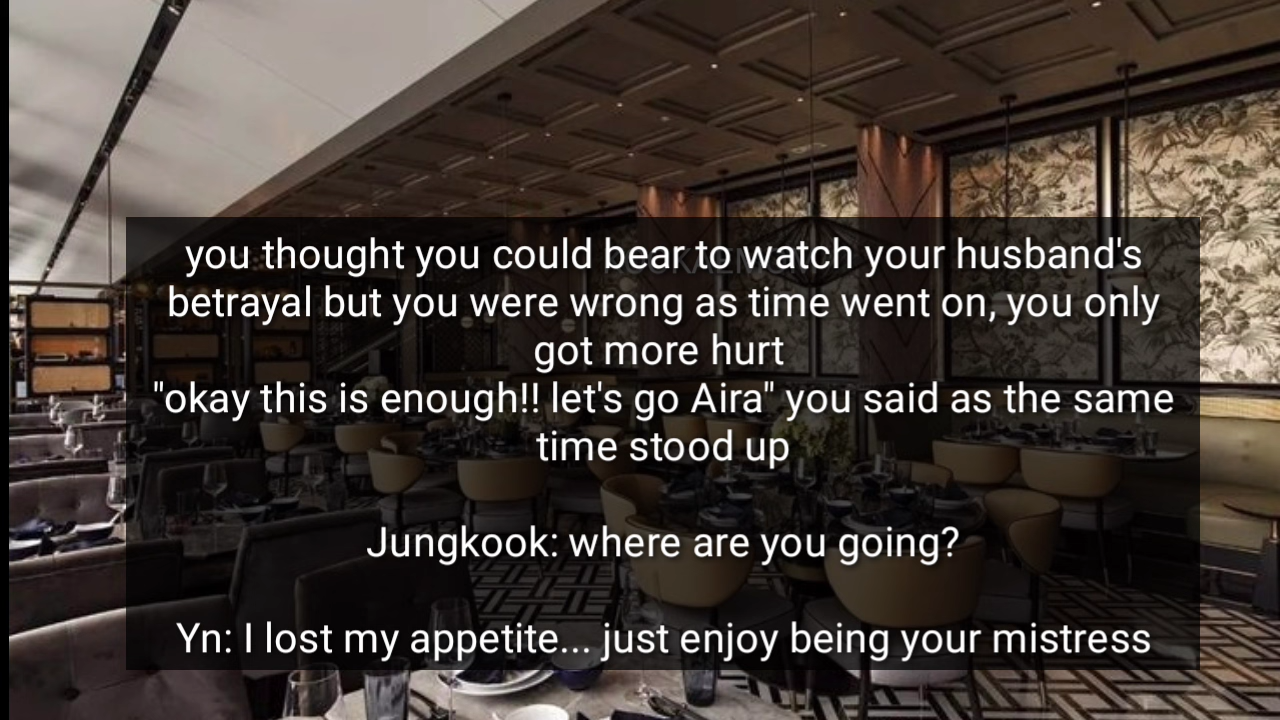 you thought you could bear to watch your husband's
betrayal but you were wrong as time went on, you only
got more hurt
"okay this is enough!! let's go Aira" you said as the same
time stood up
Jungkook: where are you going?
Yn: I lost my appetite... just enjoy being your mistress